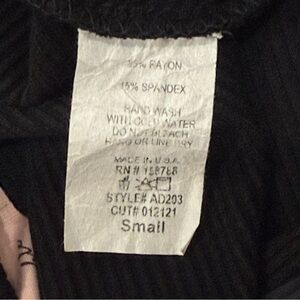 RAYON
15% SPANDEX
HAND WASH
WITH COLD WATER
DO NOT BLEACH
HANG OR LINE DRY
MADE IN U.S.A.
RN #
STYLE# AD203
CUT# 012121
Small